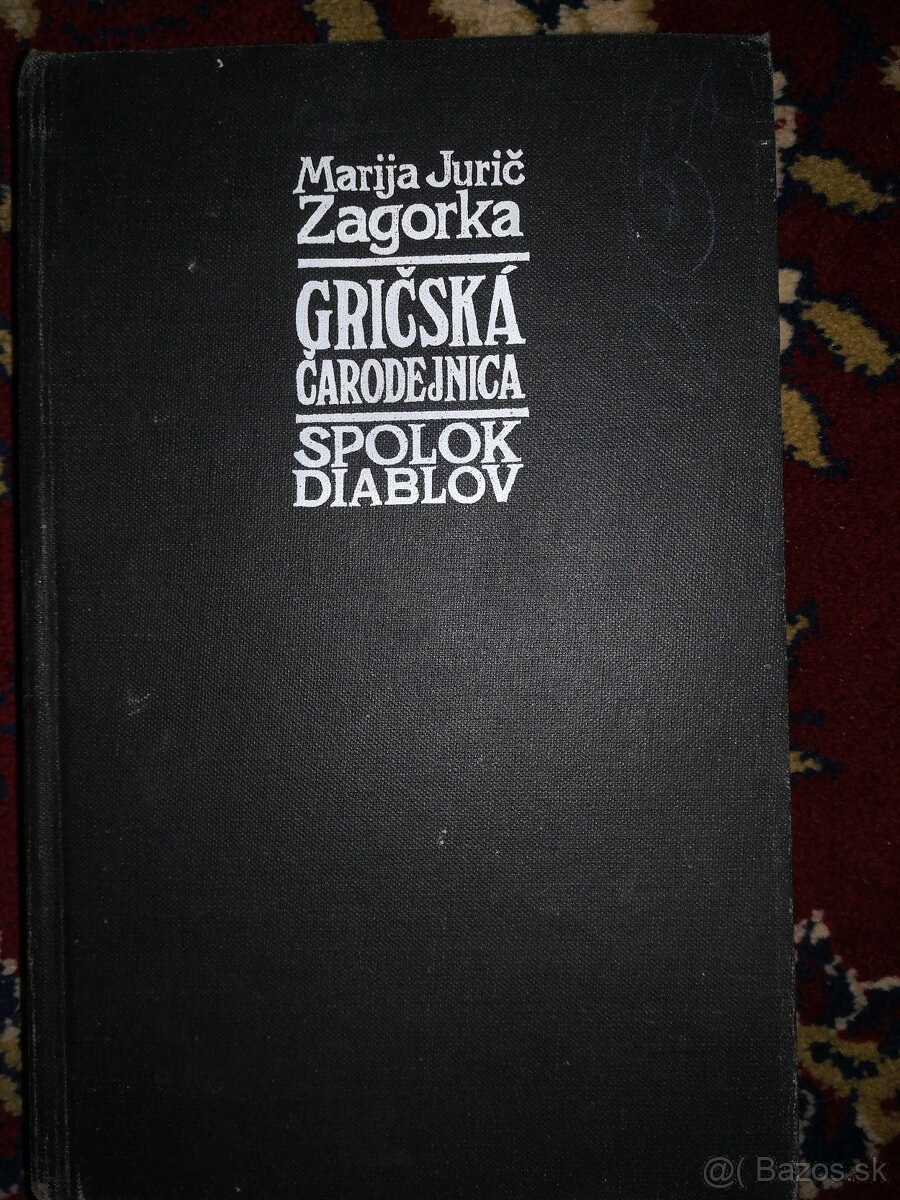 Marija Jurič
Zagorka
GRIČSKÁ
ČARODEJNICA
SPOLOK
DIABLOV
@( Bazos.sk